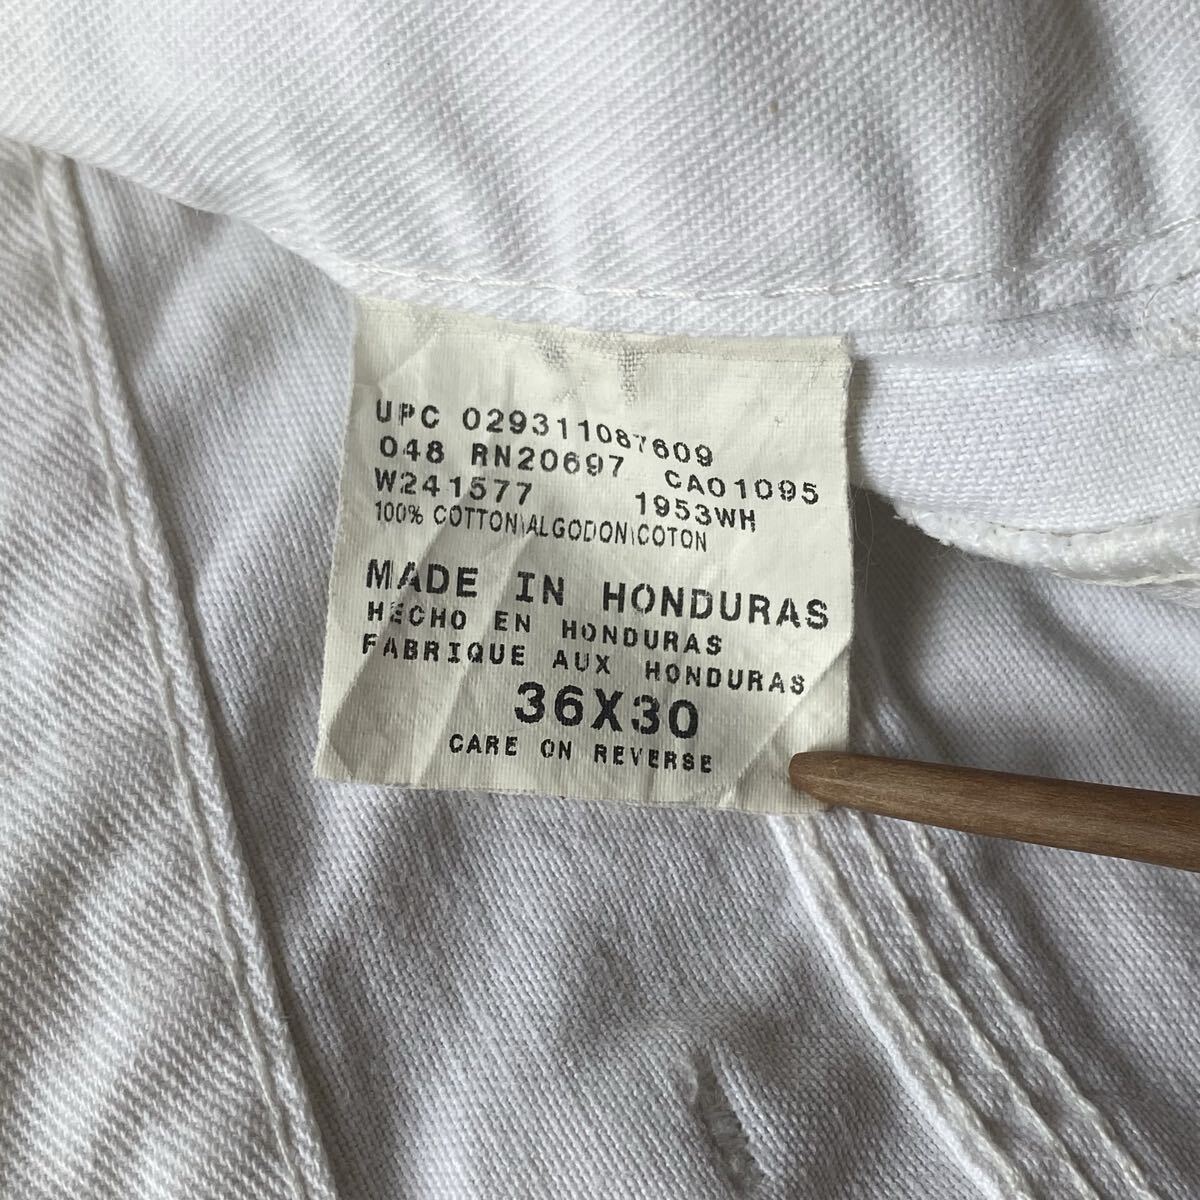 UPC 029311087609
048 RN20697 CA01095
W241577 1953WH
100% COTTON\ALGODON\COTON
MADE IN HONDURAS
HECHO EN HONDURAS
FABRIQUE AUX HONDURAS
36X30
CARE ON REVERSE